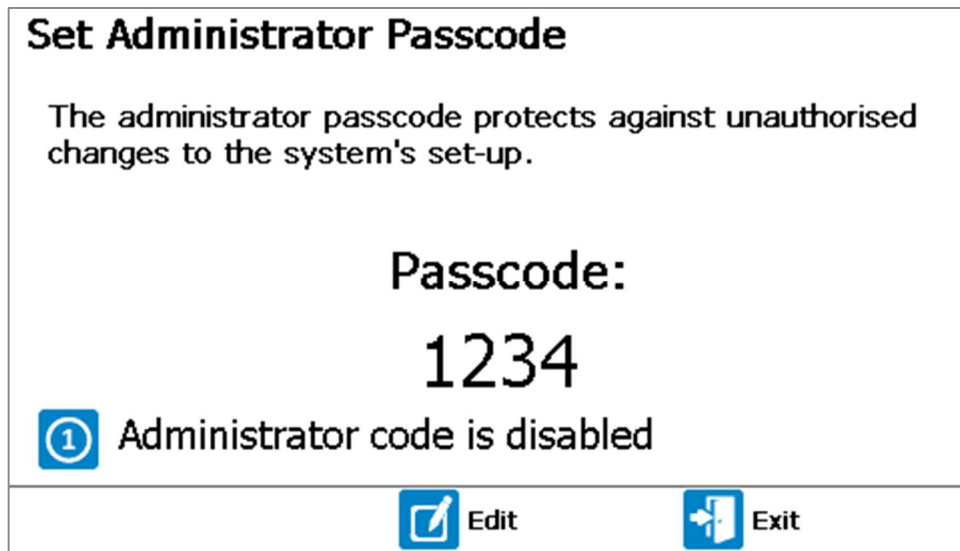 Set Administrator Passcode
The administrator passcode protects against unauthorised
changes to the system's set-up.
Passcode:
1234
1 Administrator code is disabled
Edit Exit